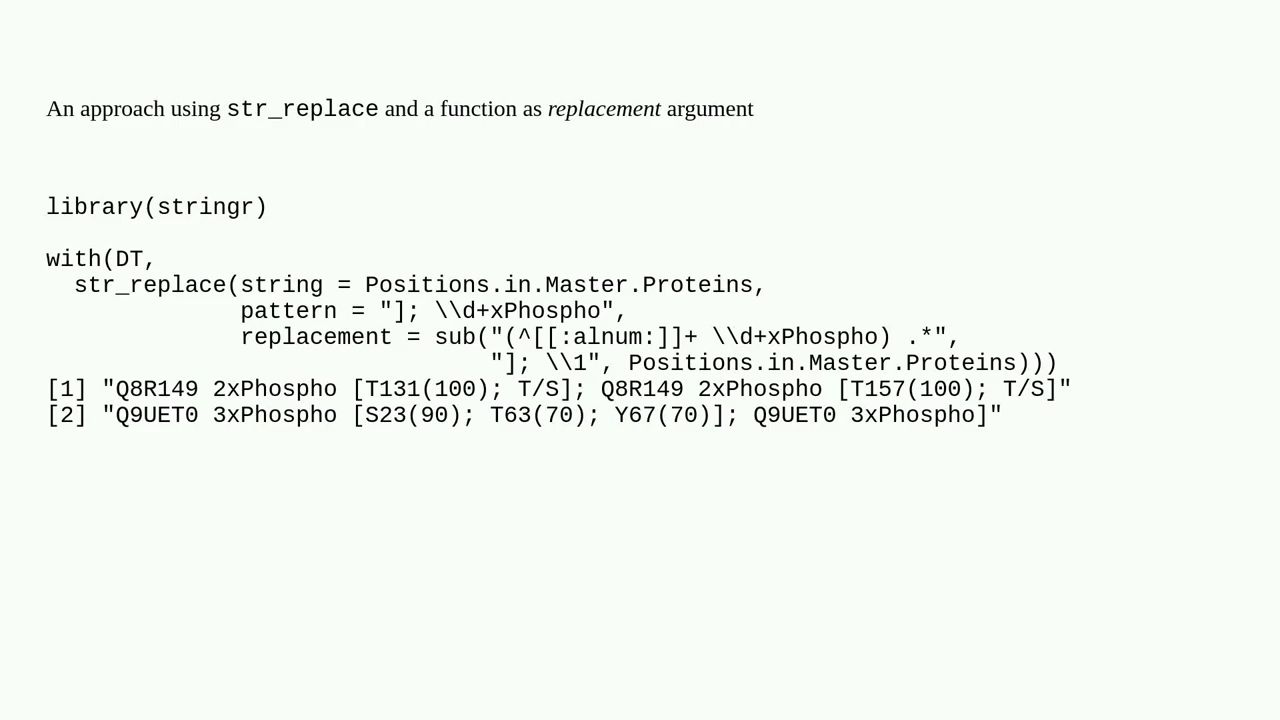 An approach using str_replace and a function as replacement argument
library(stringr)
with(DT,
  str_replace(string = Positions.in.Master.Proteins,
              pattern = "]; \\d+xPhospho",
              replacement = sub("(^[[:alnum:]]+ \\d+xPhospho) .*",
                                "]; \\1", Positions.in.Master.Proteins)))
[1] "Q8R149 2xPhospho [T131(100); T/S]; Q8R149 2xPhospho [T157(100); T/S]"
[2] "Q9UET0 3xPhospho [S23(90); T63(70); Y67(70)]; Q9UET0 3xPhospho]"